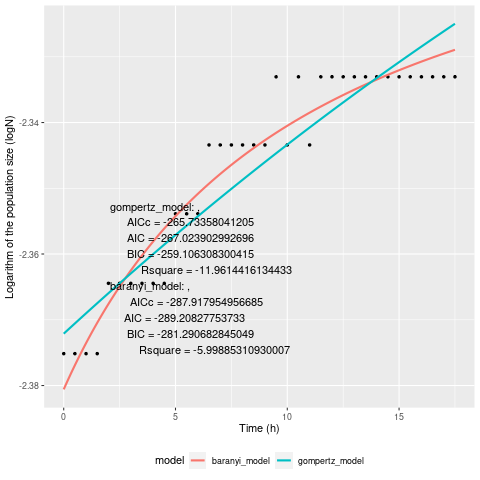 -2.34
-2.36
-2.38
Logarithm of the population size (logN)
gompertz_model: ,
AICc = -265.73358041205
AIC = -267.023902992696
BIC = -259.106308300415
Rsquare = -11.9614416134433
baranyi_model: ,
AICc = -287.917954956685
AIC = -289.20827753733
BIC = -281.290682845049
Rsquare = -5.99885310930007
0 5 10 15
Time (h)
model baranyi_model gompertz_model